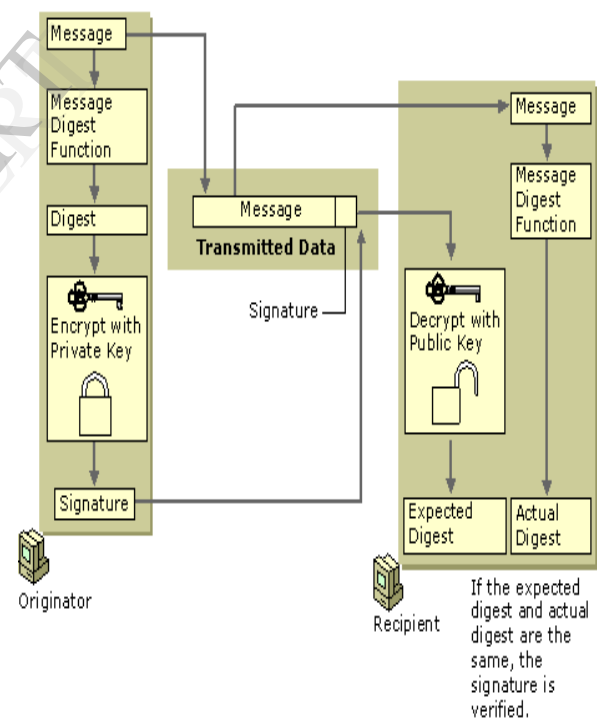 Message
Message
Digest
Function
Digest
Encrypt with
Private Key
Signature
Originator
Message
Transmitted Data
Signature
Message
Message
Digest
Function
Decrypt with
Public Key
Expected
Digest
Actual
Digest
Recipient
If the expected
digest and actual
digest are the
same, the
signature is
verified.